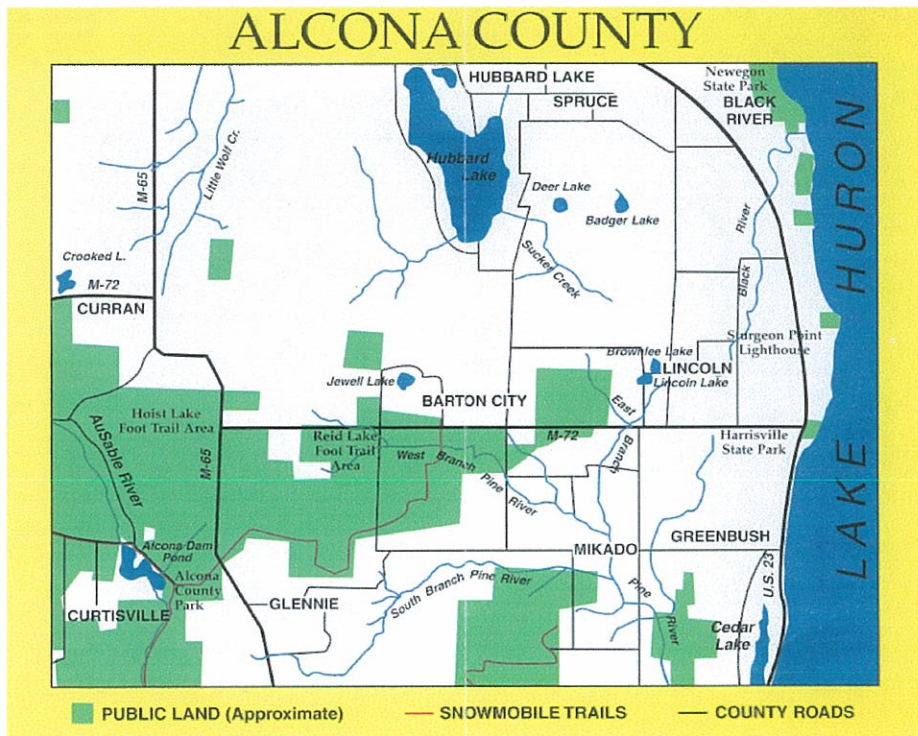 ALCONA COUNTY
HUBBARD LAKE
SPRUCE
Newegon
State Park
BLACK
RIVER
LAKE HURON
Little Wolf Cr.
M-65
Hubbard
Lake
Deer Lake
Badger Lake
River
Black
Crooked L.
M-72
CURRAN
Sucker Creek
Sturgeon Point
Lighthouse
Brownlee Lake
LINCOLN
Lincoln Lake
Jewell Lake
BARTON CITY
East
Branch
Hoist Lake
Foot Trail Area
AuSable River
M-65
Reid Lake
Foot Trail
Area
West Branch Pine River
M-72
Harrisville
State Park
GREENBUSH
MIKADO
Alcona Dam
Pond
Alcona
County
Park
CURTISVILLE
GLENNIE
South Branch Pine River
Pine
River
U.S. 23
Cedar
Lake
PUBLIC LAND (Approximate)
SNOWMOBILE TRAILS
COUNTY ROADS